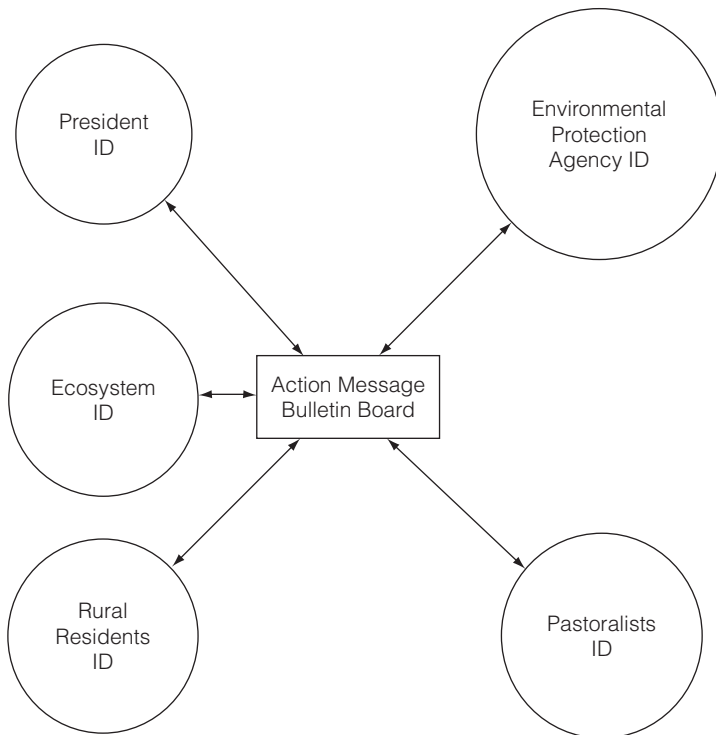 President
ID
Environmental
Protection
Agency ID
Ecosystem
ID
Action Message
Bulletin Board
Rural
Residents
ID
Pastoralists
ID